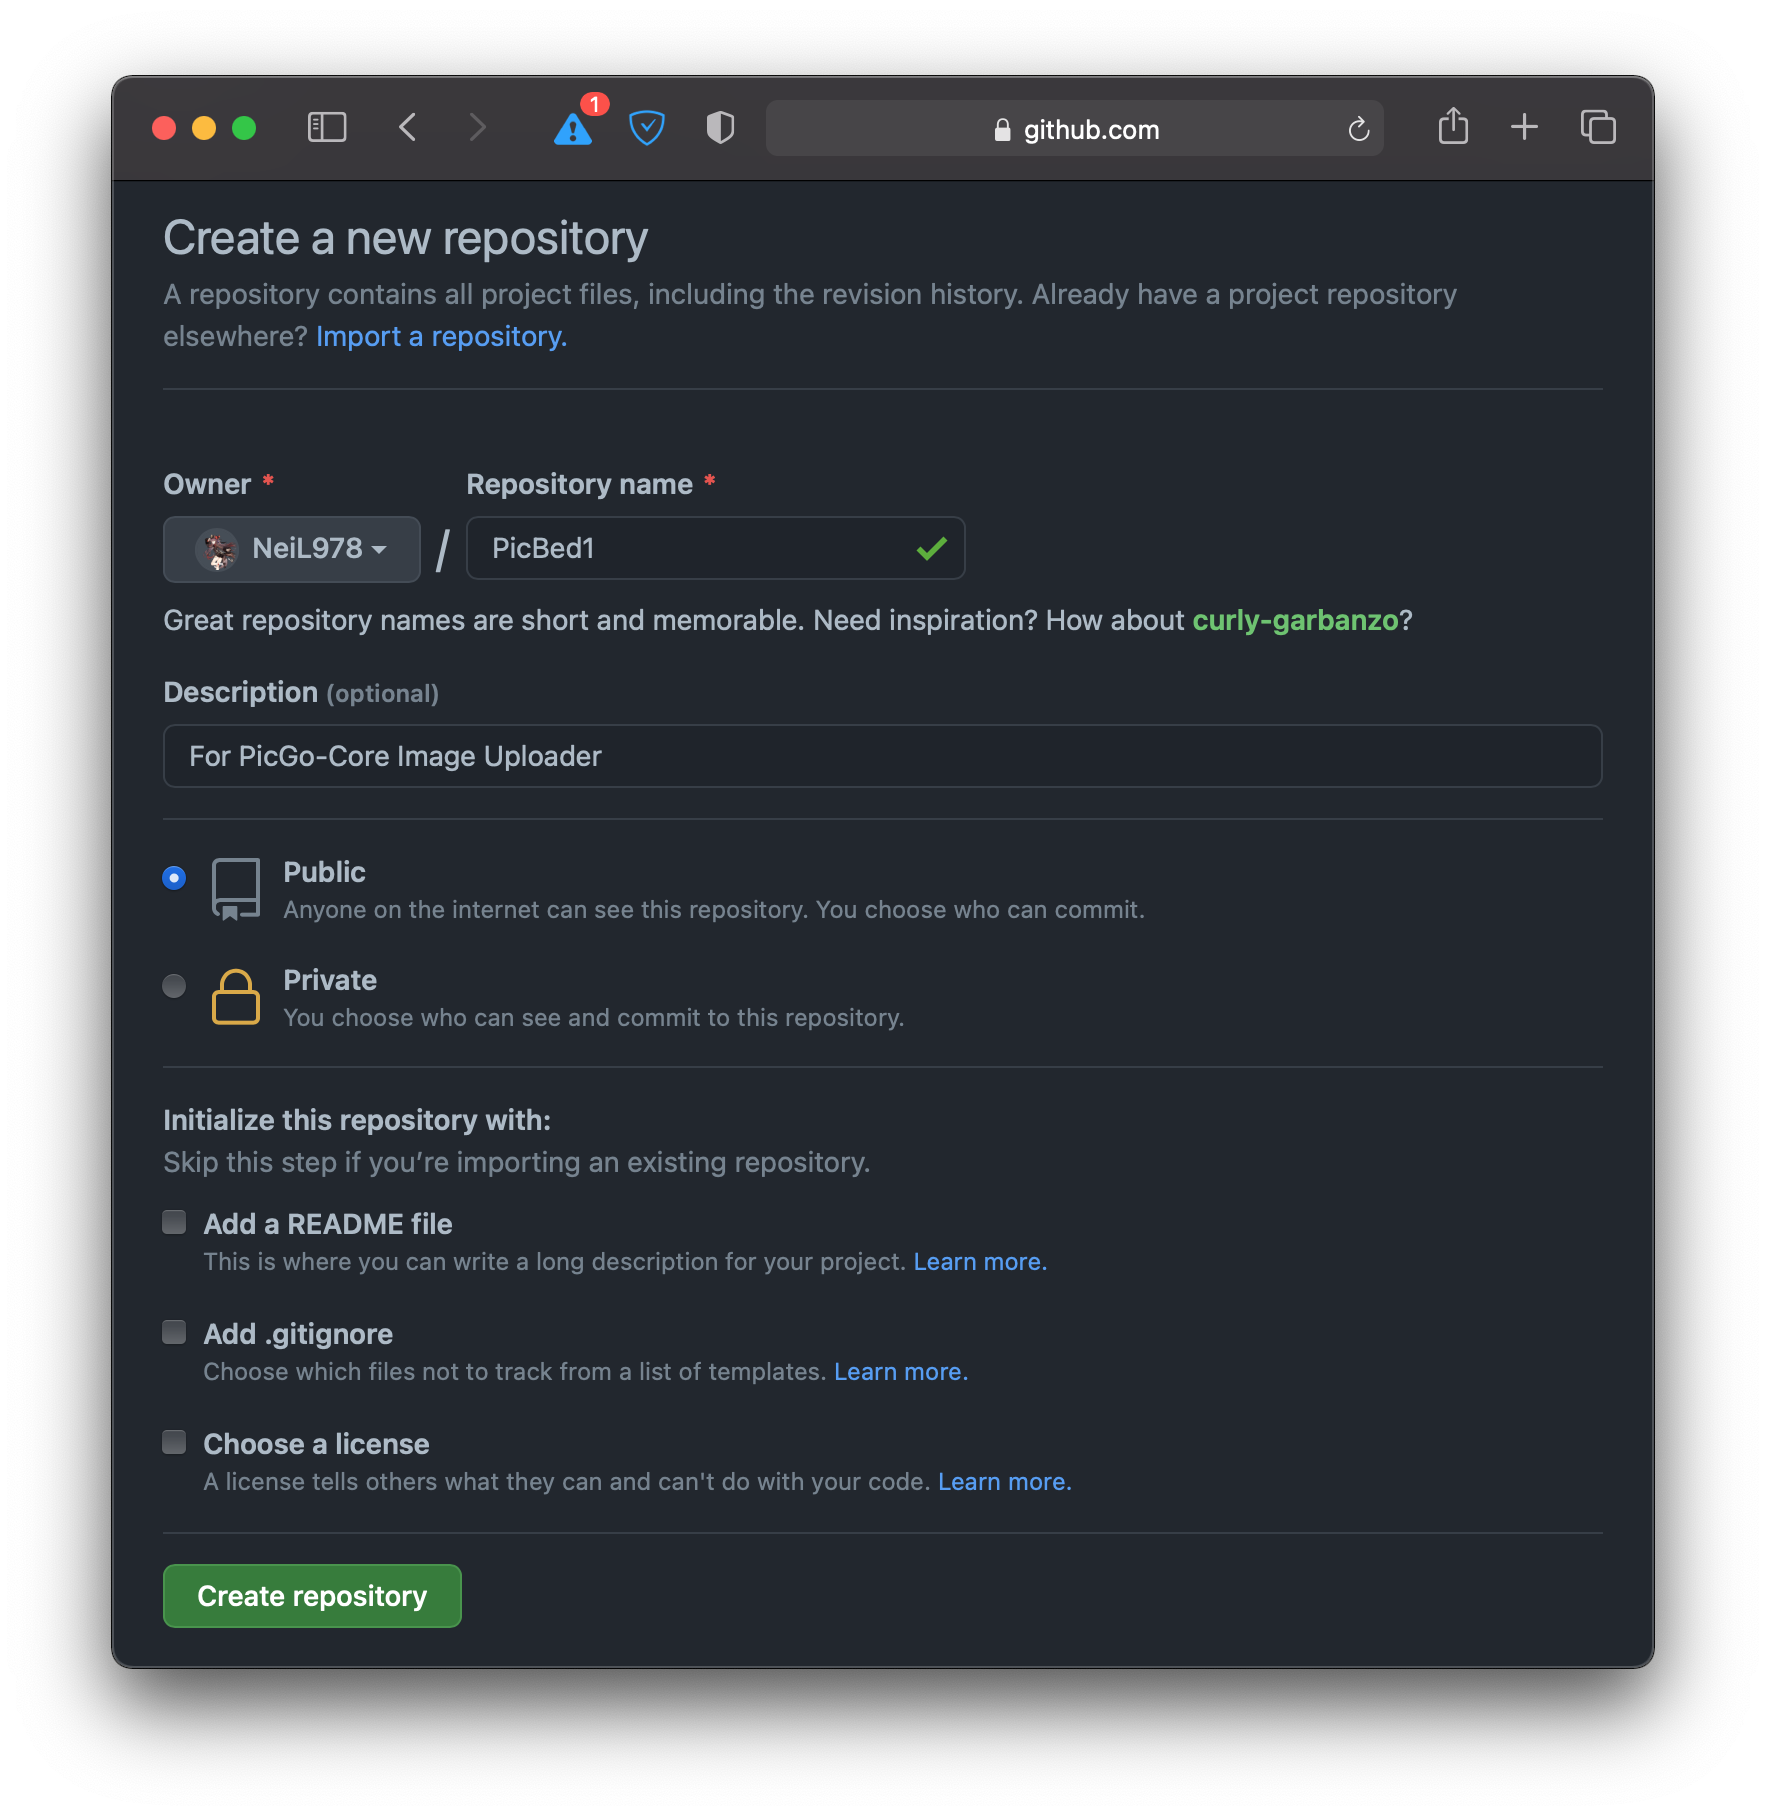 1
github.com
Create a new repository
A repository contains all project files, including the revision history. Already have a project repository
elsewhere? Import a repository.
Owner * Repository name *
NeiL978 / PicBed1
Great repository names are short and memorable. Need inspiration? How about curly-garbanzo?
Description (optional)
For PicGo-Core Image Uploader
Public
Anyone on the internet can see this repository. You choose who can commit.
Private
You choose who can see and commit to this repository.
Initialize this repository with:
Skip this step if you’re importing an existing repository.
Add a README file
This is where you can write a long description for your project. Learn more.
Add .gitignore
Choose which files not to track from a list of templates. Learn more.
Choose a license
A license tells others what they can and can't do with your code. Learn more.
Create repository